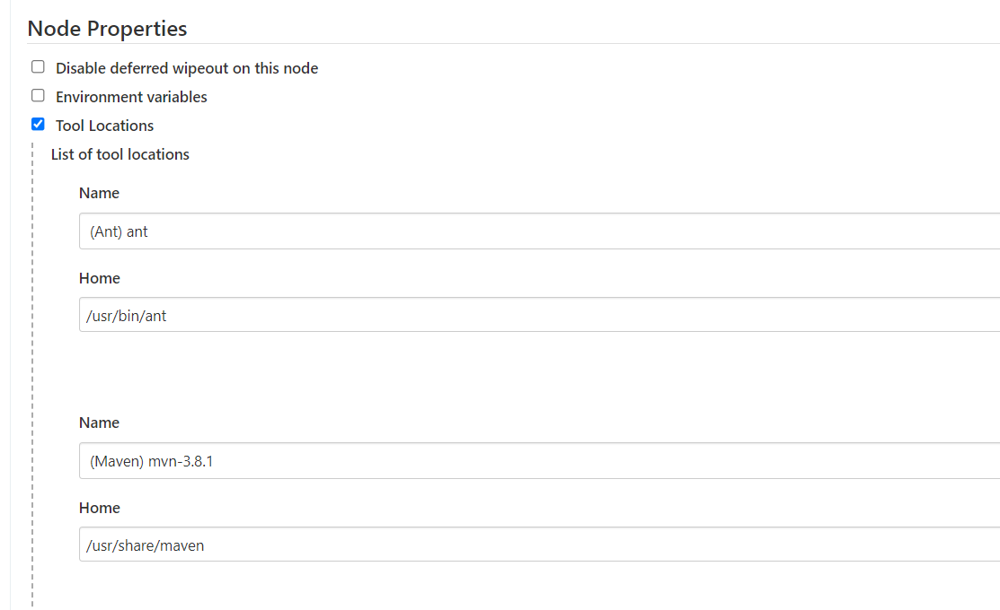 Node Properties
Disable deferred wipeout on this node
Environment variables
Tool Locations
List of tool locations
Name
(Ant) ant
Home
/usr/bin/ant
Name
(Maven) mvn-3.8.1
Home
/usr/share/maven